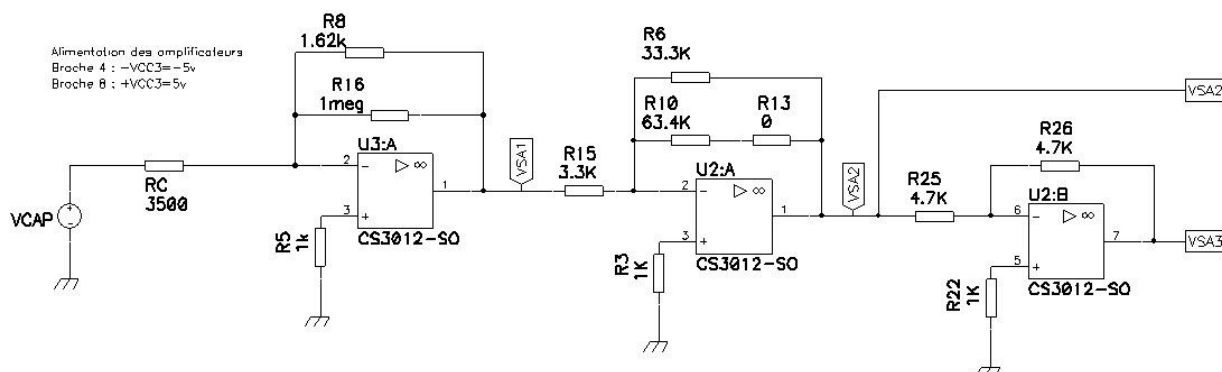 Alimentation des amplificateurs
Broche 4 : -VCC3=-5v
Broche 8 : +VCC3=5v
R8
1.62k
R16
1meg
U3:A
▷ ∞
2
-
1
3
+
CS3012-SO
RC
3500
VCAP
R5
1k
VSA1
R15
3.3K
R6
33.3K
R10
63.4K
R13
0
U2:A
▷ ∞
2
-
1
3
+
CS3012-SO
R3
1K
VSA2
VSA2
R25
4.7K
R26
4.7K
U2:B
▷ ∞
6
-
7
5
+
CS3012-SO
R22
1K
VSA3